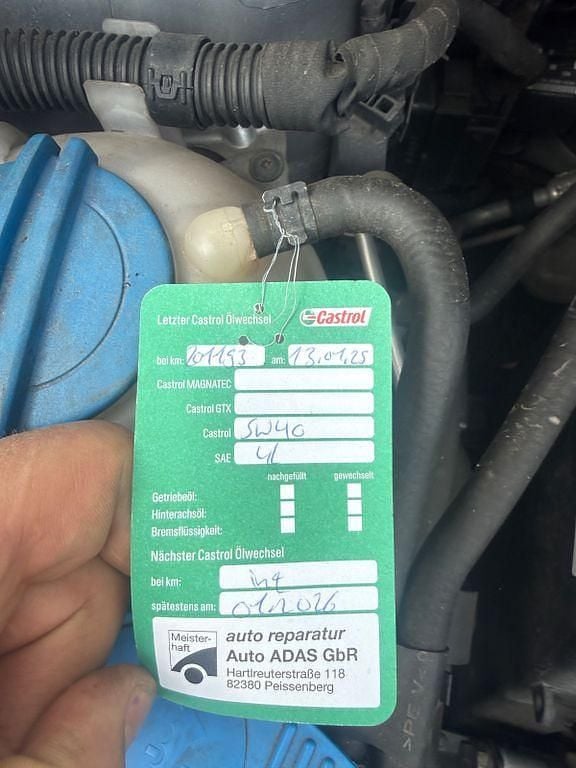 Letzter Castrol Ölwechsel
Castrol
bei km: 101193 am: 13.01.25
Castrol MAGNATEC
Castrol GTX
Castrol 5W40
SAE 4l
nachgefüllt gewechselt
Getriebeöl:
Hinterachsöl:
Bremsflüssigkeit:
Nächster Castrol Ölwechsel
bei km:
spätestens am: 01.2026
Meister-
haft
auto reparatur
Auto ADAS GbR
Hartlreuterstraße 118
82380 Peissenberg